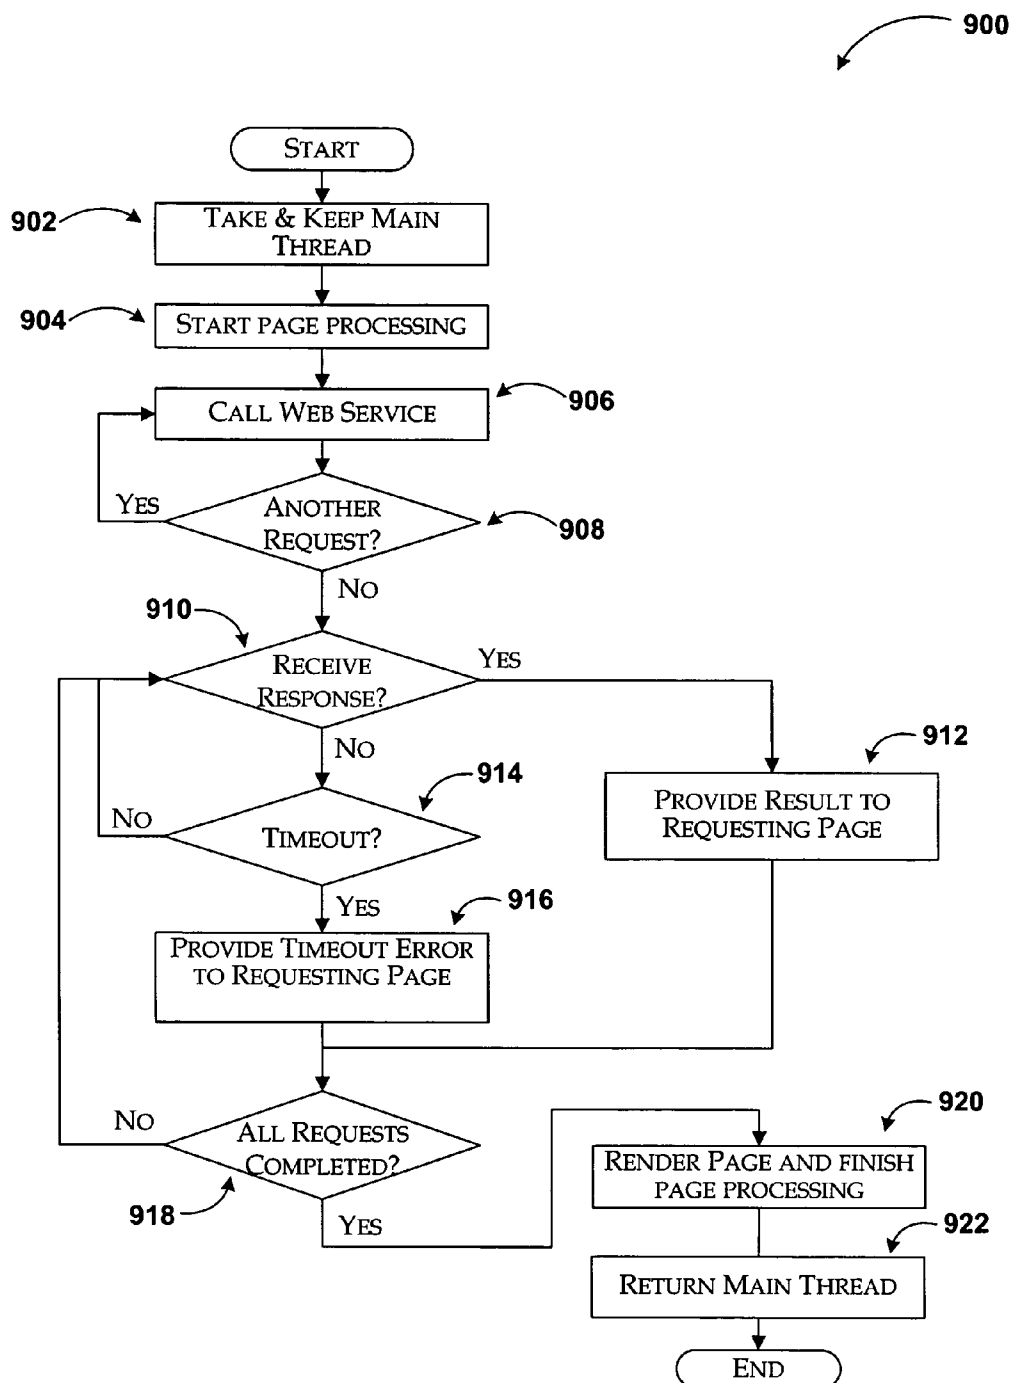 900
START
902
TAKE & KEEP MAIN
THREAD
904
START PAGE PROCESSING
906
CALL WEB SERVICE
YES
ANOTHER
REQUEST?
908
NO
910
RECEIVE
RESPONSE?
YES
NO
912
914
PROVIDE RESULT TO
REQUESTING PAGE
NO
TIMEOUT?
YES
916
PROVIDE TIMEOUT ERROR
TO REQUESTING PAGE
NO
ALL REQUESTS
COMPLETED?
918
YES
920
RENDER PAGE AND FINISH
PAGE PROCESSING
922
RETURN MAIN THREAD
END